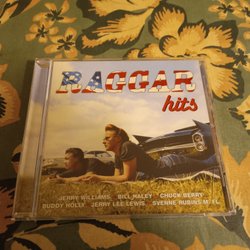 RAGGAR
hits
JERRY WILLIAMS BILL HALEY CHUCK BERRY
BUDDY HOLLY JERRY LEE LEWIS SVENNE RUBINS M.FL.